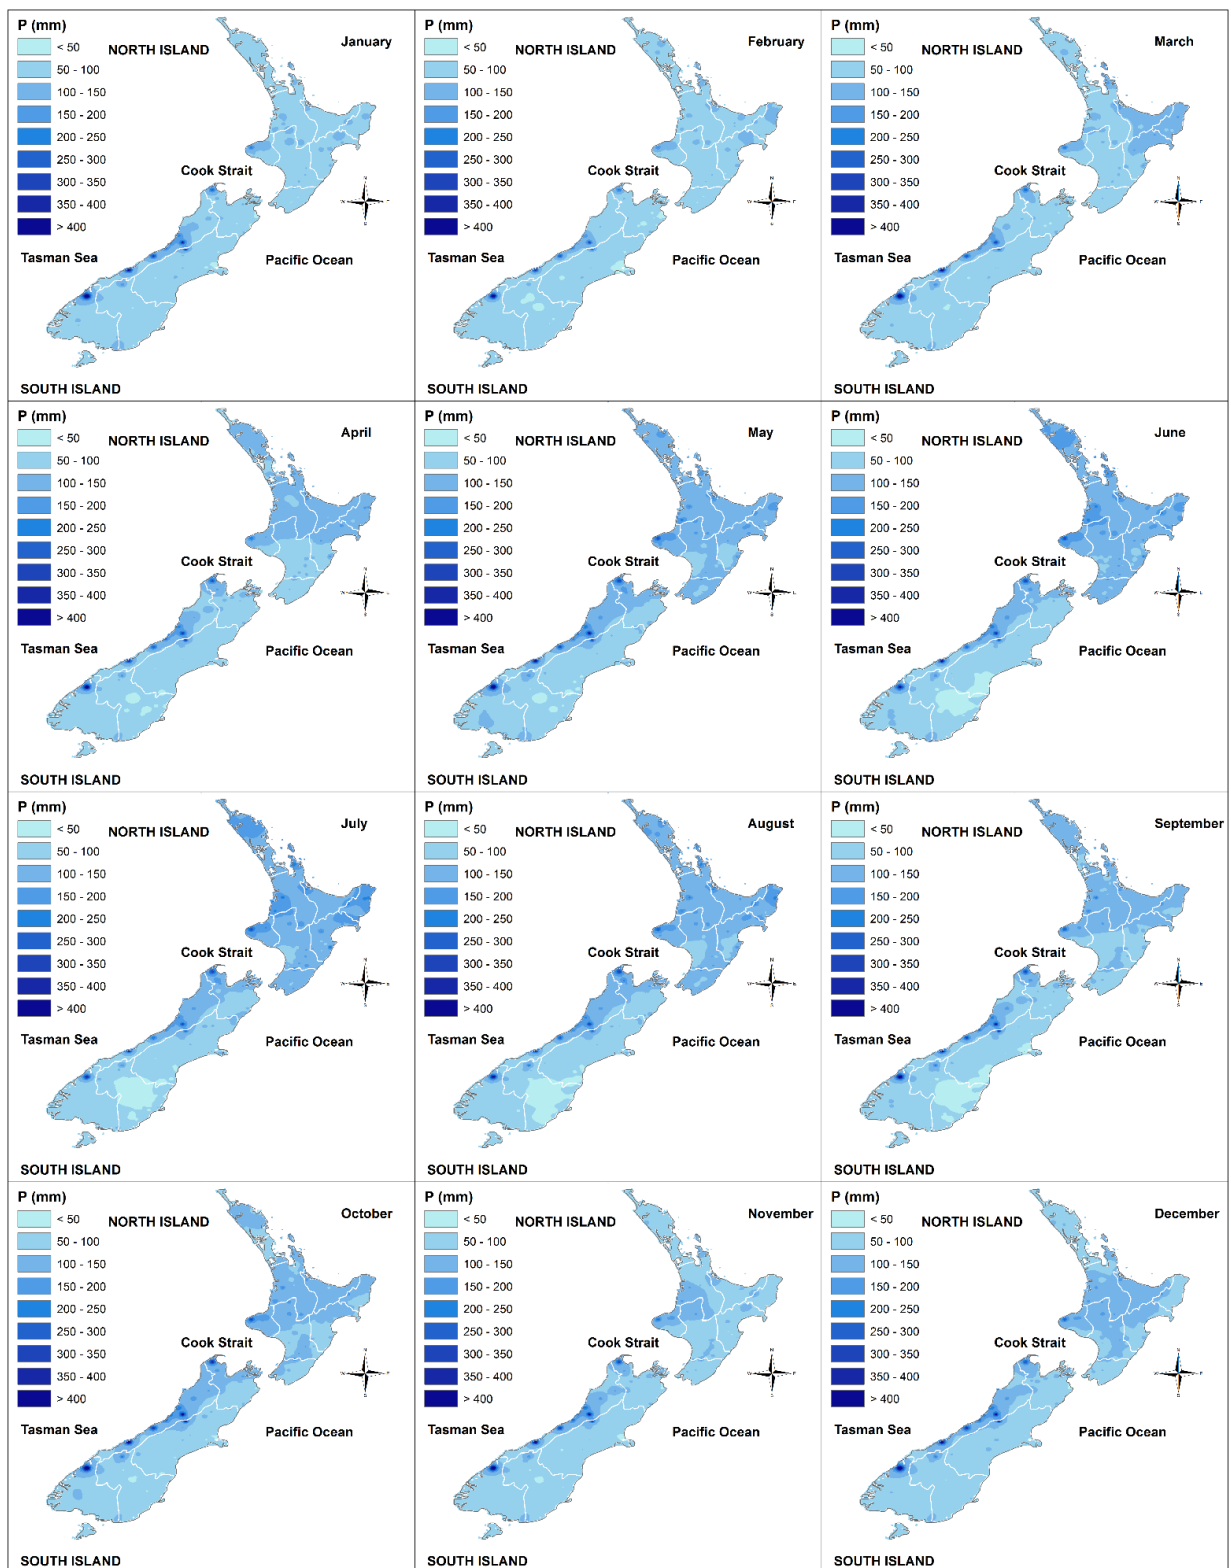 P (mm)
< 50
50 - 100
100 - 150
150 - 200
200 - 250
250 - 300
300 - 350
350 - 400
> 400
NORTH ISLAND
January
Cook Strait
Tasman Sea
Pacific Ocean
SOUTH ISLAND
P (mm)
< 50
50 - 100
100 - 150
150 - 200
200 - 250
250 - 300
300 - 350
350 - 400
> 400
NORTH ISLAND
February
Cook Strait
Tasman Sea
Pacific Ocean
SOUTH ISLAND
P (mm)
< 50
50 - 100
100 - 150
150 - 200
200 - 250
250 - 300
300 - 350
350 - 400
> 400
NORTH ISLAND
March
Cook Strait
Tasman Sea
Pacific Ocean
SOUTH ISLAND
P (mm)
< 50
50 - 100
100 - 150
150 - 200
200 - 250
250 - 300
300 - 350
350 - 400
> 400
NORTH ISLAND
April
Cook Strait
Tasman Sea
Pacific Ocean
SOUTH ISLAND
P (mm)
< 50
50 - 100
100 - 150
150 - 200
200 - 250
250 - 300
300 - 350
350 - 400
> 400
NORTH ISLAND
May
Cook Strait
Tasman Sea
Pacific Ocean
SOUTH ISLAND
P (mm)
< 50
50 - 100
100 - 150
150 - 200
200 - 250
250 - 300
300 - 350
350 - 400
> 400
NORTH ISLAND
June
Cook Strait
Tasman Sea
Pacific Ocean
SOUTH ISLAND
P (mm)
< 50
50 - 100
100 - 150
150 - 200
200 - 250
250 - 300
300 - 350
350 - 400
> 400
NORTH ISLAND
July
Cook Strait
Tasman Sea
Pacific Ocean
SOUTH ISLAND
P (mm)
< 50
50 - 100
100 - 150
150 - 200
200 - 250
250 - 300
300 - 350
350 - 400
> 400
NORTH ISLAND
August
Cook Strait
Tasman Sea
Pacific Ocean
SOUTH ISLAND
P (mm)
< 50
50 - 100
100 - 150
150 - 200
200 - 250
250 - 300
300 - 350
350 - 400
> 400
NORTH ISLAND
September
Cook Strait
Tasman Sea
Pacific Ocean
SOUTH ISLAND
P (mm)
< 50
50 - 100
100 - 150
150 - 200
200 - 250
250 - 300
300 - 350
350 - 400
> 400
NORTH ISLAND
October
Cook Strait
Tasman Sea
Pacific Ocean
SOUTH ISLAND
P (mm)
< 50
50 - 100
100 - 150
150 - 200
200 - 250
250 - 300
300 - 350
350 - 400
> 400
NORTH ISLAND
November
Cook Strait
Tasman Sea
Pacific Ocean
SOUTH ISLAND
P (mm)
< 50
50 - 100
100 - 150
150 - 200
200 - 250
250 - 300
300 - 350
350 - 400
> 400
NORTH ISLAND
December
Cook Strait
Tasman Sea
Pacific Ocean
SOUTH ISLAND